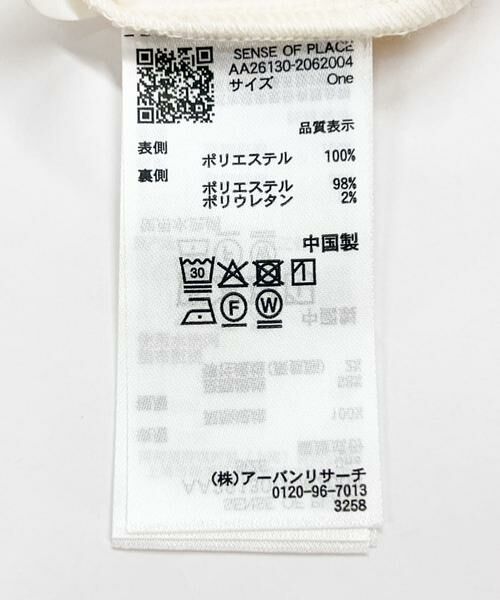 SENSE OF PLACE
AA26130-2062004
サイズ One
品質表示
表側
ポリエステル 100%
裏側
ポリエステル 98%
ポリウレタン 2%
中国製
30
F W
(株)アーバンリサーチ
0120-96-7013
3258